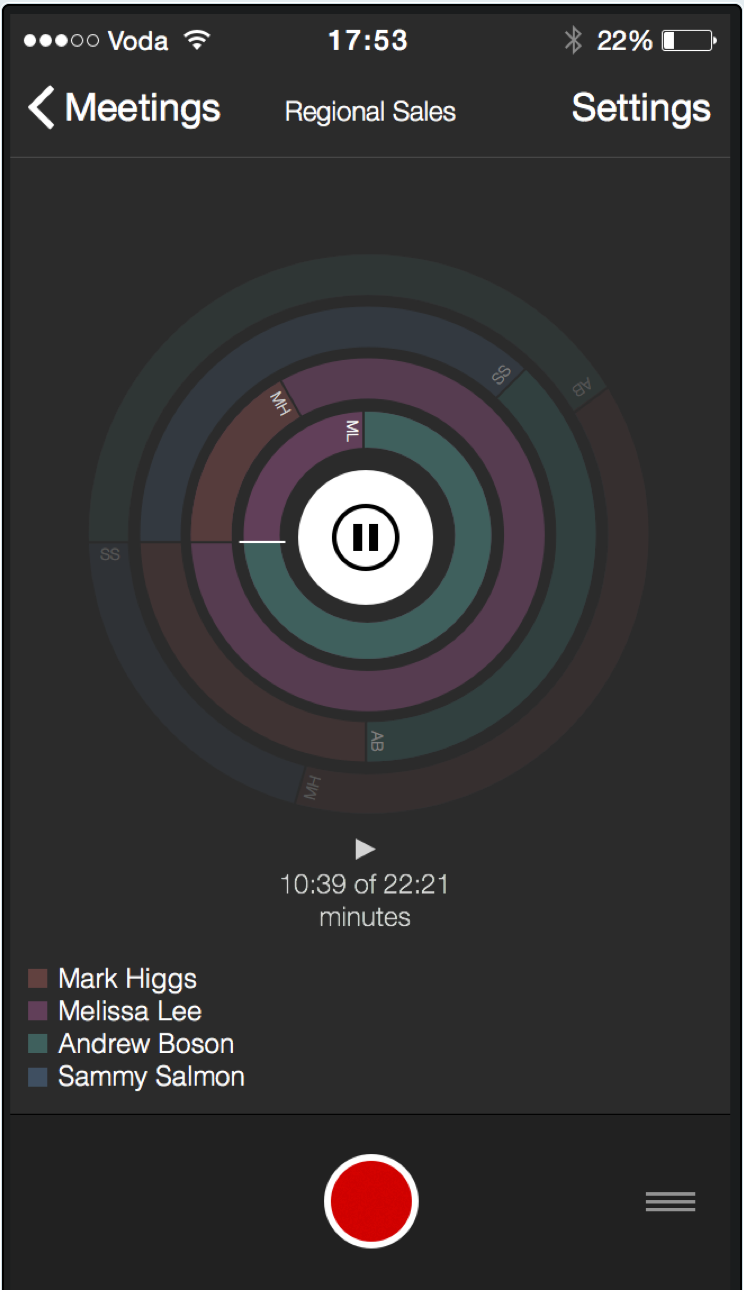 Voda 17:53 22%
Meetings Regional Sales Settings
AB
SS
MH
ML
SS
AB
MH
10:39 of 22:21
minutes
Mark Higgs
Melissa Lee
Andrew Boson
Sammy Salmon